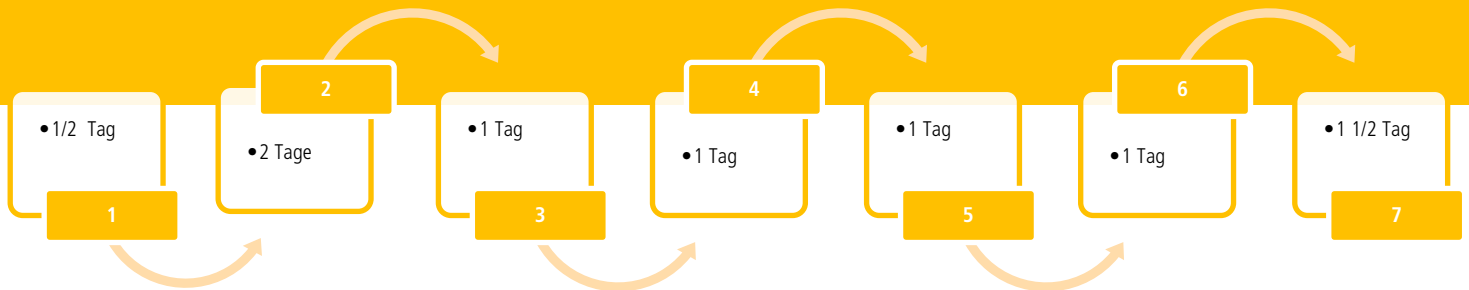 • 1/2 Tag
1
2
• 2 Tage
• 1 Tag
3
4
• 1 Tag
• 1 Tag
5
6
• 1 Tag
• 1 1/2 Tag
7